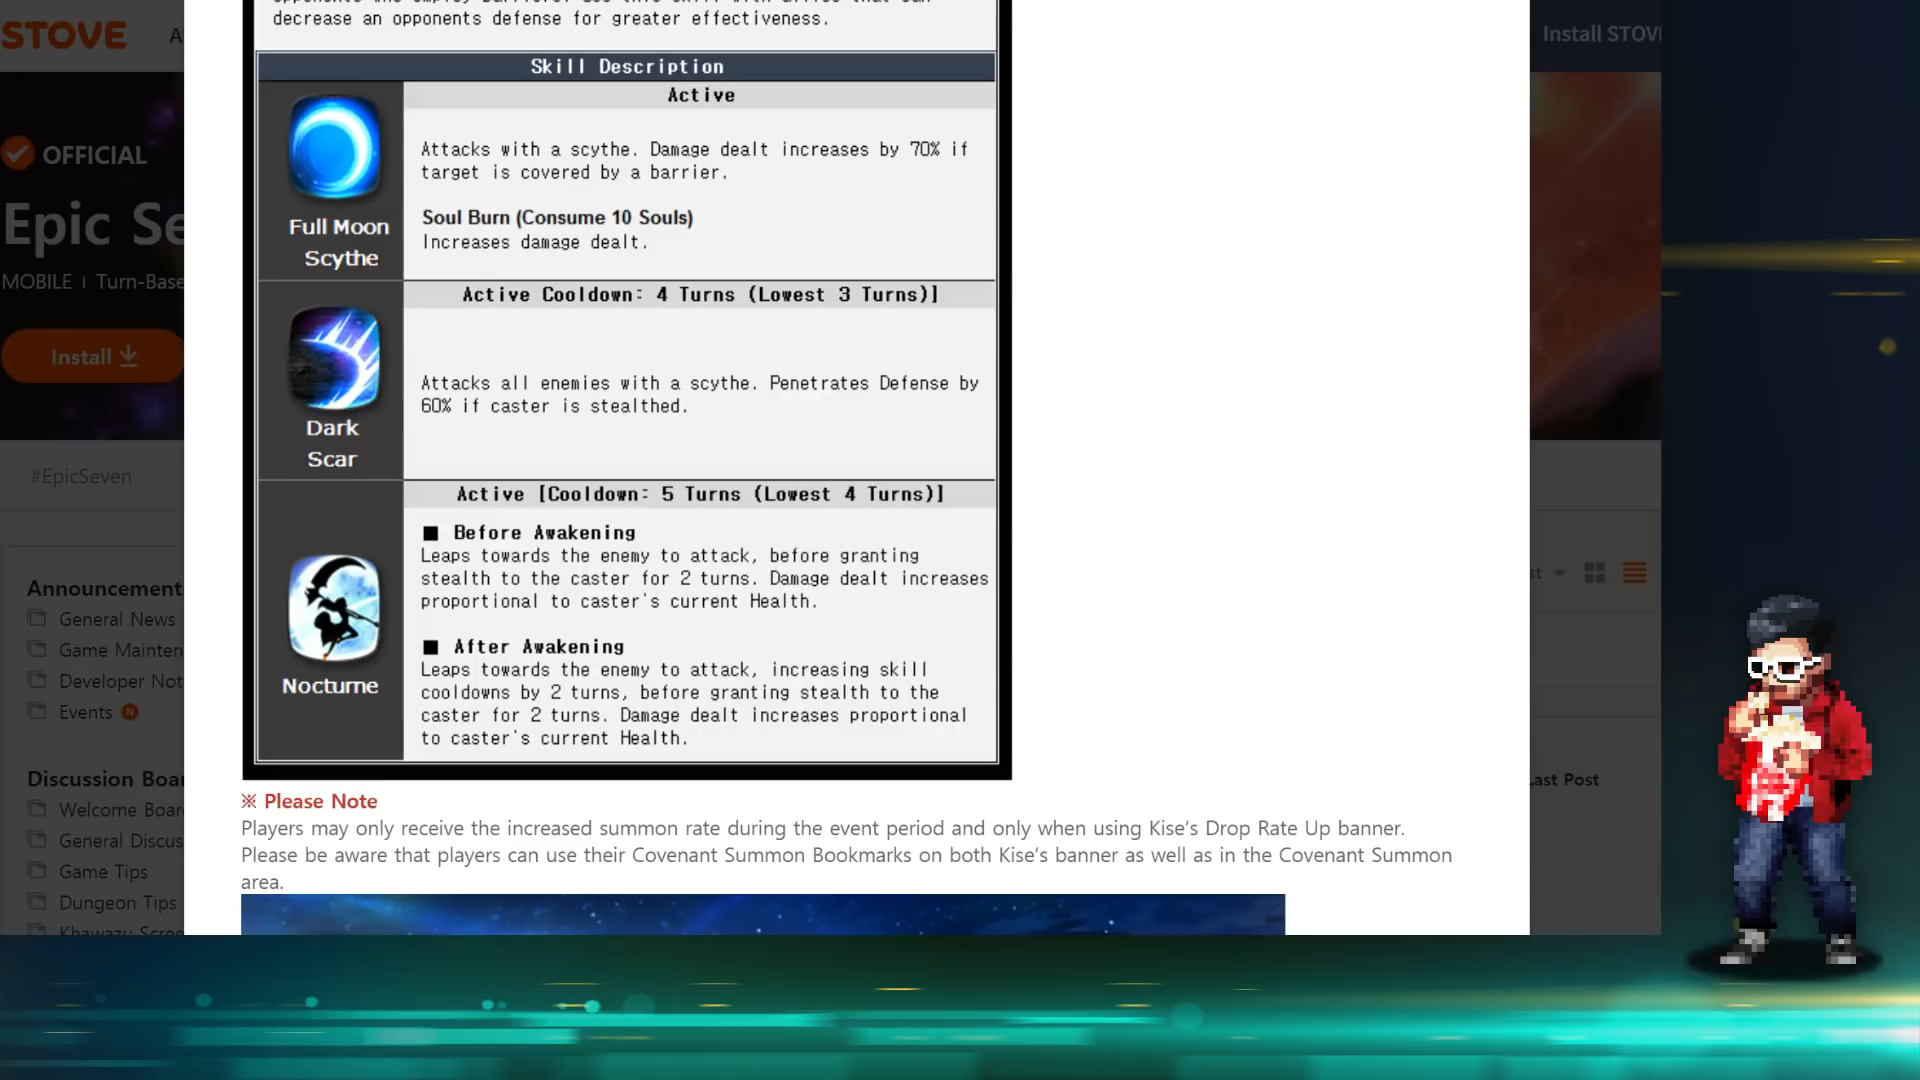 decrease an opponents defense for greater effectiveness.
STOVE
A
Install STOV
Skill Description
Active
Attacks with a scythe. Damage dealt increases by 70% if
target is covered by a barrier.
Soul Burn (Consume 10 Souls)
Increases damage dealt.
Full Moon
Scythe
OFFICIAL
Epic Se
MOBILE I Turn-Base
Install
Active Cooldown: 4 Turns (Lowest 3 Turns)]
Attacks all enemies with a scythe. Penetrates Defense by
60% if caster is stealthed.
Dark
Scar
#EpicSeven
Active [Cooldown: 5 Turns (Lowest 4 Turns)]
■ Before Awakening
Leaps towards the enemy to attack, before granting
stealth to the caster for 2 turns. Damage dealt increases
proportional to caster's current Health.
■ After Awakening
Leaps towards the enemy to attack, increasing skill
cooldowns by 2 turns, before granting stealth to the
caster for 2 turns. Damage dealt increases proportional
to caster's current Health.
Nocturne
Announcement
General News
Game Mainten
Developer Not
Events N
Discussion Boar
Welcome Boar
General Discus
Game Tips
Dungeon Tips
Khawazu Scree
st
Last Post
※ Please Note
Players may only receive the increased summon rate during the event period and only when using Kise's Drop Rate Up banner.
Please be aware that players can use their Covenant Summon Bookmarks on both Kise's banner as well as in the Covenant Summon
area.